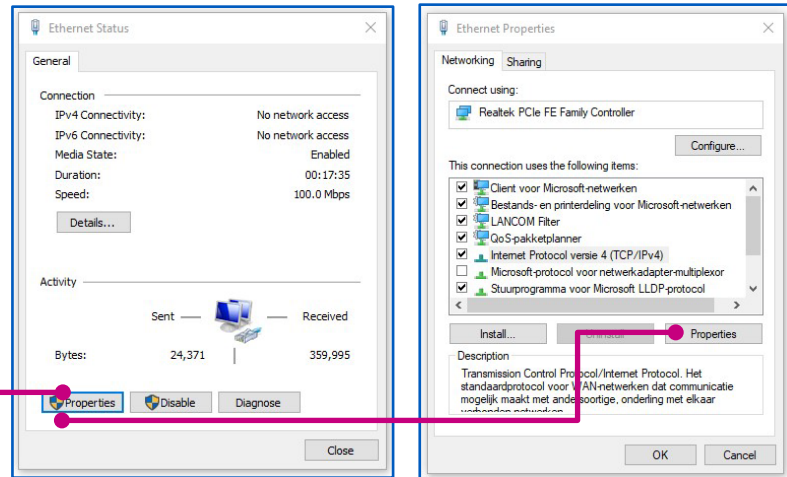 Ethernet Status
General
Connection
IPv4 Connectivity: No network access
IPv6 Connectivity: No network access
Media State: Enabled
Duration: 00:17:35
Speed: 100.0 Mbps
Details...
Activity
Sent Received
Bytes: 24,371 359,995
Properties Disable Diagnose
Close
Ethernet Properties
Networking Sharing
Connect using:
Realtek PCIe FE Family Controller
Configure...
This connection uses the following items:
Client voor Microsoft-netwerken
Bestands- en printerdeling voor Microsoft-netwerken
LANCOM Filter
QoS-pakketplanner
Internet Protocol versie 4 (TCP/IPv4)
Microsoft-protocol voor netwerkadapter-multiplexor
Stuurprogramma voor Microsoft LLDP-protocol
Install... Properties
Description
Transmission Control Protocol/Internet Protocol. Het
standaardprotocol voor WAN-netwerken dat communicatie
mogelijk maakt met andersoortige, onderling met elkaar
verbonden netwerken
OK Cancel